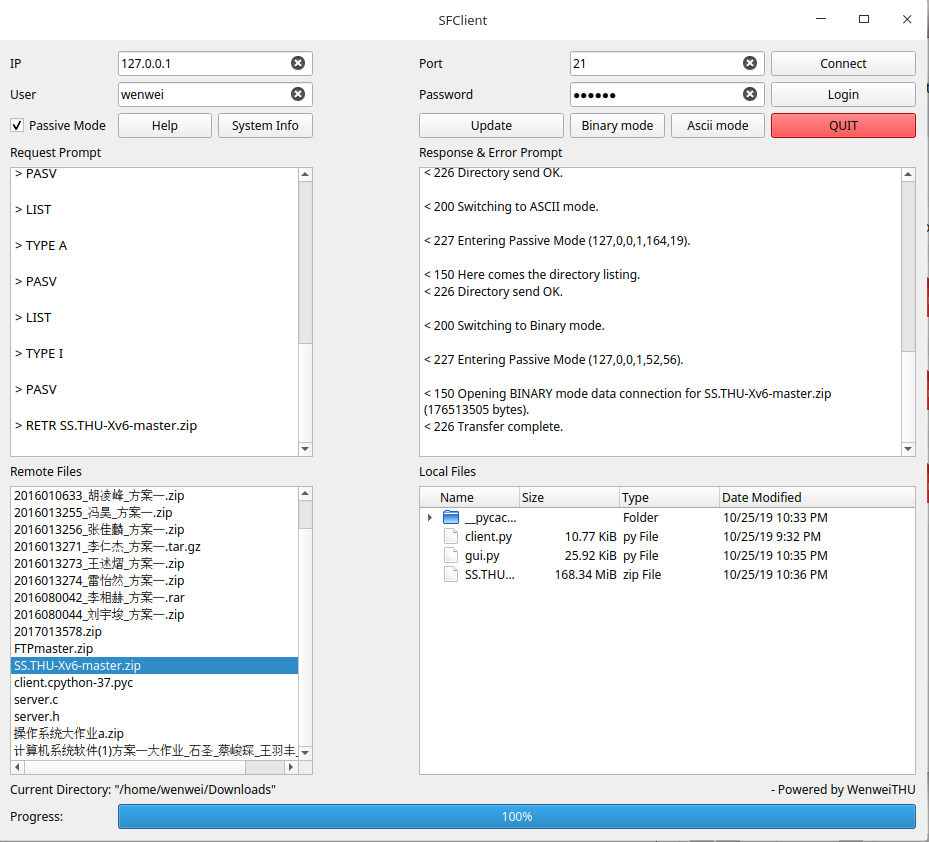 SFClient
IP
127.0.0.1
Port
21
Connect
User
wenwei
Password
●●●●●●
Login
Passive Mode
Help
System Info
Update
Binary mode
Ascii mode
QUIT
Request Prompt
> PASV
> LIST
> TYPE A
> PASV
> LIST
> TYPE I
> PASV
> RETR SS.THU-Xv6-master.zip
Response & Error Prompt
< 226 Directory send OK.
< 200 Switching to ASCII mode.
< 227 Entering Passive Mode (127,0,0,1,164,19).
< 150 Here comes the directory listing.
< 226 Directory send OK.
< 200 Switching to Binary mode.
< 227 Entering Passive Mode (127,0,0,1,52,56).
< 150 Opening BINARY mode data connection for SS.THU-Xv6-master.zip
(176513505 bytes).
< 226 Transfer complete.
Remote Files
2016010633_胡凌峰_方案一.zip
2016013255_冯昊_方案一.zip
2016013256_张佳麟_方案一.zip
2016013271_李仁杰_方案一.tar.gz
2016013273_王述熠_方案一.zip
2016013274_雷怡然_方案一.zip
2016080042_李相赫_方案一.rar
2016080044_刘宇埈_方案一.zip
2017013578.zip
FTPmaster.zip
SS.THU-Xv6-master.zip
client.cpython-37.pyc
server.c
server.h
操作系统大作业a.zip
计算机系统软件(1)方案一大作业_石圣_蔡峻琛_王羽丰_
Local Files
Name Size Type Date Modified
__pycac... Folder 10/25/19 10:33 PM
client.py 10.77 KiB py File 10/25/19 9:32 PM
gui.py 25.92 KiB py File 10/25/19 10:35 PM
SS.THU... 168.34 MiB zip File 10/25/19 10:36 PM
Current Directory: "/home/wenwei/Downloads"
- Powered by WenweiTHU
Progress:
100%